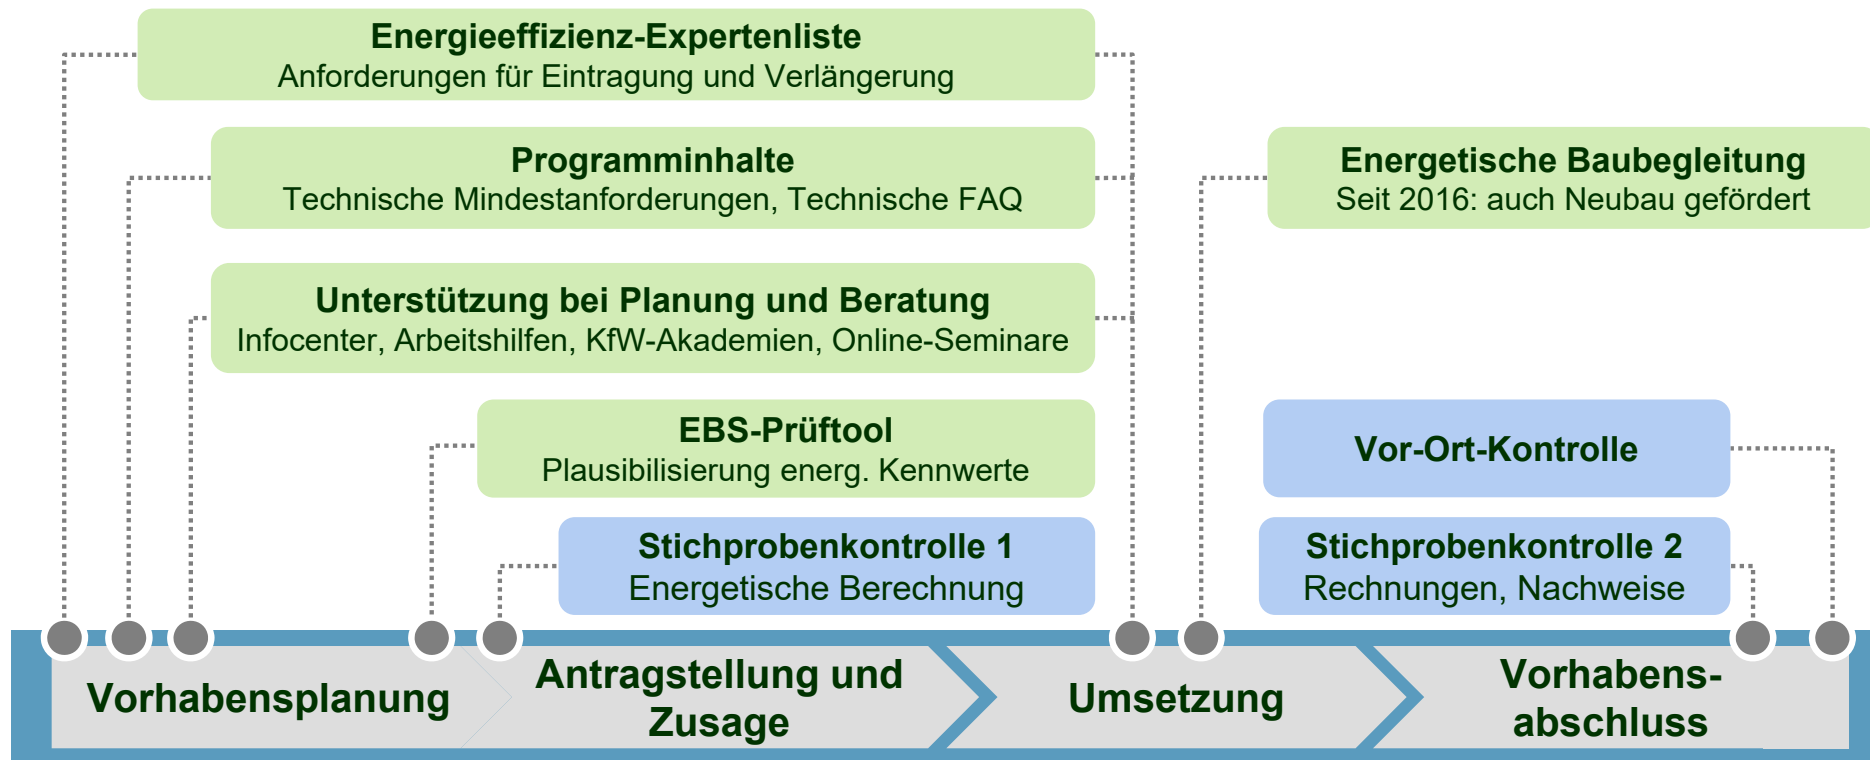 Energieeffizienz-Expertenliste
Anforderungen für Eintragung und Verlängerung
Programminhalte
Technische Mindestanforderungen, Technische FAQ
Energetische Baubegleitung
Seit 2016: auch Neubau gefördert
Unterstützung bei Planung und Beratung
Infocenter, Arbeitshilfen, KfW-Akademien, Online-Seminare
EBS-Prüftool
Plausibilisierung energ. Kennwerte
Vor-Ort-Kontrolle
Stichprobenkontrolle 1
Energetische Berechnung
Stichprobenkontrolle 2
Rechnungen, Nachweise
Vorhabensplanung
Antragstellung und
Zusage
Umsetzung
Vorhabens-
abschluss